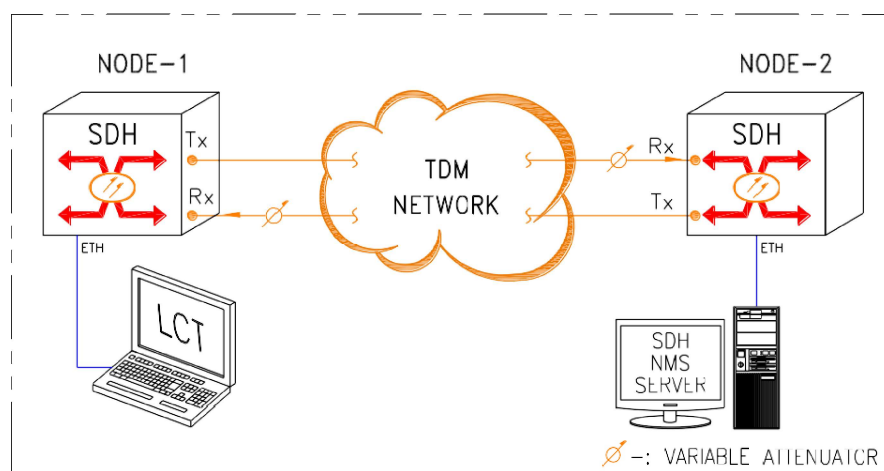 NODE-1
NODE-2
SDH
Tx
Rx
ETH
LCT
TDM
NETWORK
SDH
Rx
Tx
ETH
SDH
NMS
SERVER
-: VARIABLE ATTENUATCR